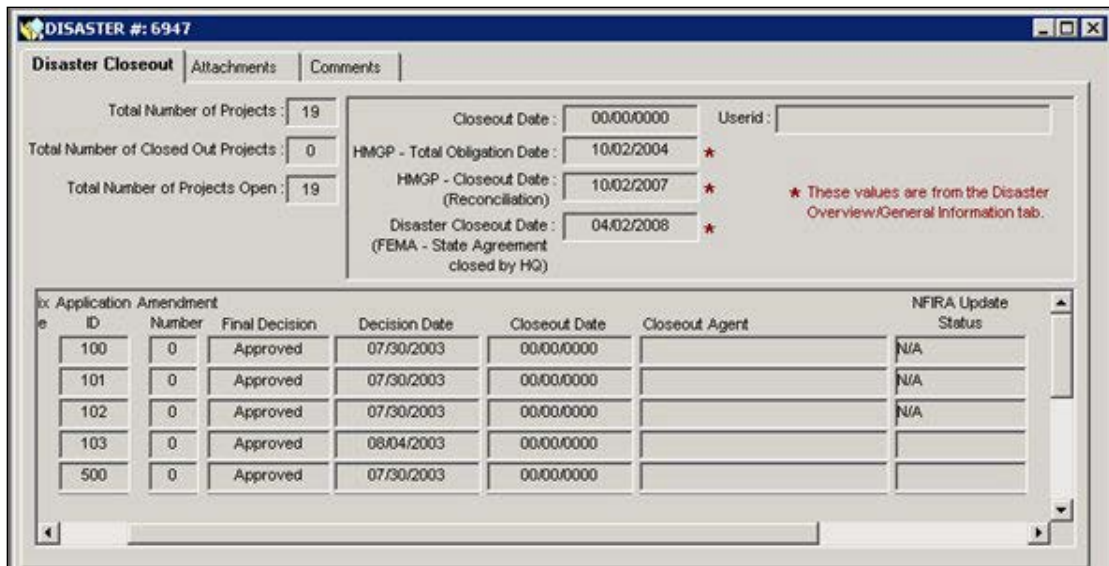 DISASTER #: 6947
Disaster Closeout Attachments Comments
Total Number of Projects : 19
Total Number of Closed Out Projects : 0
Total Number of Projects Open : 19
Closeout Date : 00/00/0000 Userid :
HMGP - Total Obligation Date : 10/02/2004 *
HMGP - Closeout Date : 10/02/2007 *
(Reconciliation)
Disaster Closeout Date : 04/02/2008 *
(FEMA - State Agreement
closed by HQ)
* These values are from the Disaster
Overview/General Information tab.
ix Application Amendment NFIRA Update
e ID Number Final Decision Decision Date Closeout Date Closeout Agent Status
100 0 Approved 07/30/2003 00/00/0000 N/A
101 0 Approved 07/30/2003 00/00/0000 N/A
102 0 Approved 07/30/2003 00/00/0000 N/A
103 0 Approved 08/04/2003 00/00/0000
500 0 Approved 07/30/2003 00/00/0000